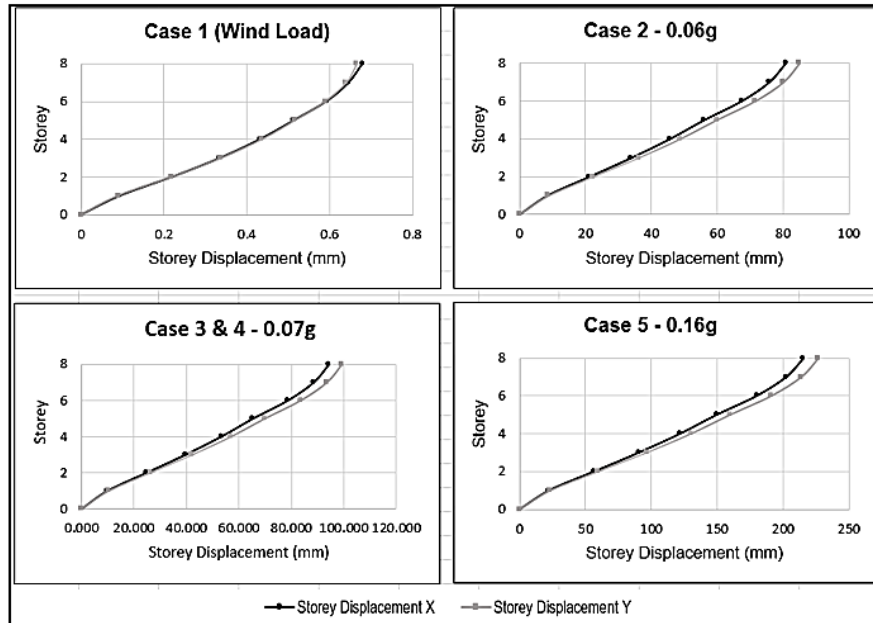 Case 1 (Wind Load)
8
6
4
2
0
Storey
0 0.2 0.4 0.6 0.8
Storey Displacement (mm)
Case 2 - 0.06g
8
6
4
2
0
Storey
0 20 40 60 80 100
Storey Displacement (mm)
Case 3 & 4 - 0.07g
8
6
4
2
0
Storey
0.000 20.000 40.000 60.000 80.000 100.000 120.000
Storey Displacement (mm)
Case 5 - 0.16g
8
6
4
2
0
Storey
0 50 100 150 200 250
Storey Displacement (mm)
Storey Displacement X Storey Displacement Y